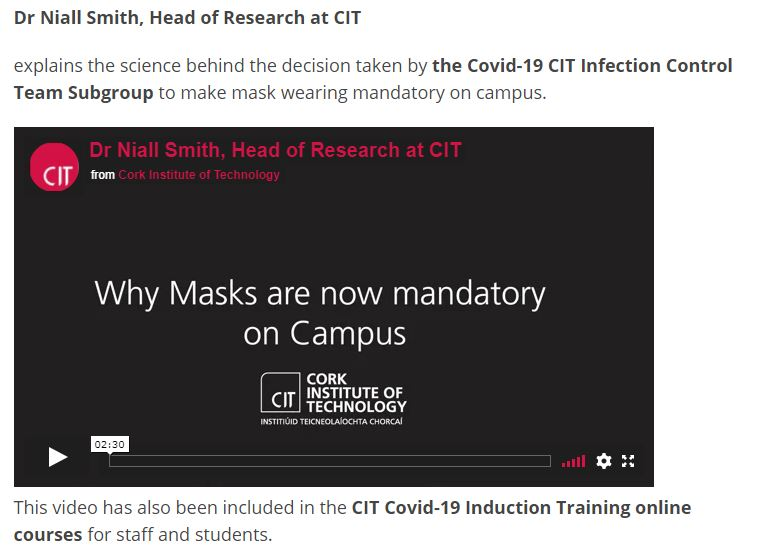 Dr Niall Smith, Head of Research at CIT
explains the science behind the decision taken by the Covid-19 CIT Infection Control
Team Subgroup to make mask wearing mandatory on campus.
CIT
Dr Niall Smith, Head of Research at CIT
from Cork Institute of Technology
Why Masks are now mandatory
on Campus
CIT
CORK
INSTITUTE OF
TECHNOLOGY
INSTITIÚID TEICNEOLAÍOCHTA CHORCAÍ
02:30
This video has also been included in the CIT Covid-19 Induction Training online
courses for staff and students.